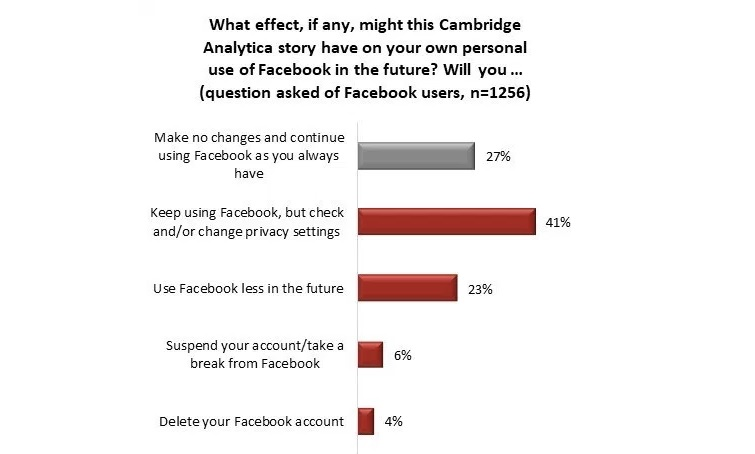 What effect, if any, might this Cambridge
Analytica story have on your own personal
use of Facebook in the future? Will you ...
(question asked of Facebook users, n=1256)
Make no changes and continue
using Facebook as you always
have
27%
Keep using Facebook, but check
and/or change privacy settings
41%
Use Facebook less in the future
23%
Suspend your account/take a
break from Facebook
6%
Delete your Facebook account
4%